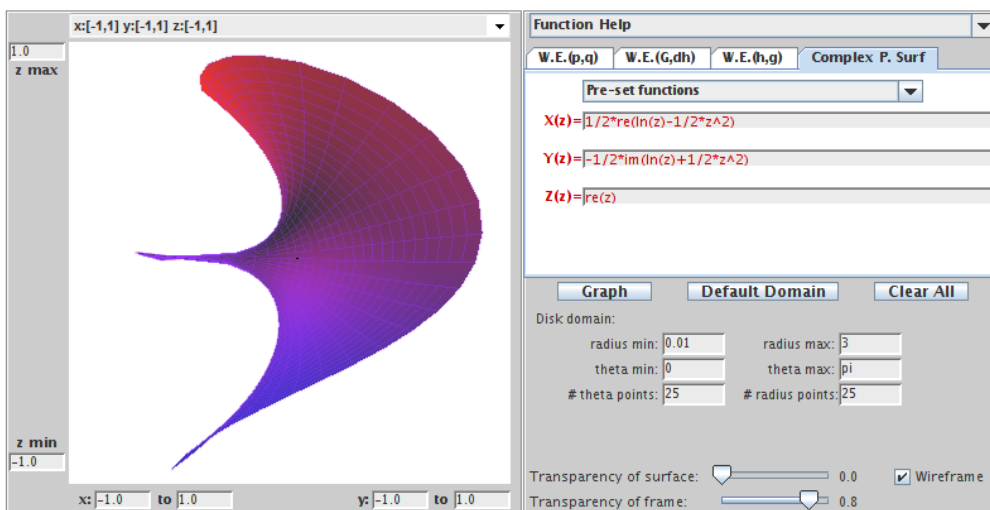 x:[-1,1] y:[-1,1] z:[-1,1]
1.0
z max
z min
-1.0
x: -1.0 to 1.0 y: -1.0 to 1.0
Function Help
W.E.(p,q) W.E.(G,dh) W.E.(h,g) Complex P. Surf
Pre-set functions
X(z)= 1/2*re(ln(z)-1/2*z^2)
Y(z)= -1/2*im(ln(z)+1/2*z^2)
Z(z)= re(z)
Graph Default Domain Clear All
Disk domain:
radius min: 0.01 radius max: 3
theta min: 0 theta max: pi
# theta points: 25 # radius points: 25
Transparency of surface: 0.0 Wireframe
Transparency of frame: 0.8